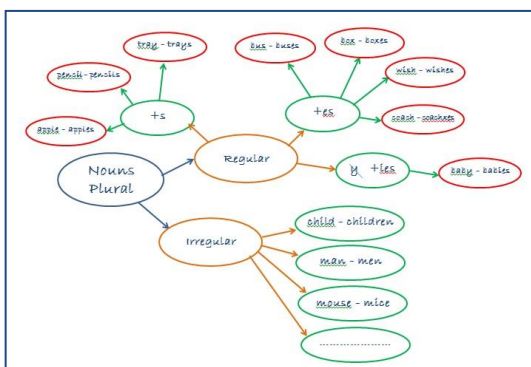 tray - trays
bus - buses
box - boxes
pencil - pencils
wish - wishes
+s
+es
apple - apples
coach - coaches
Regular
Nouns
Plural
y +ies
baby - babies
child - children
Irregular
man - men
mouse - mice
.....................